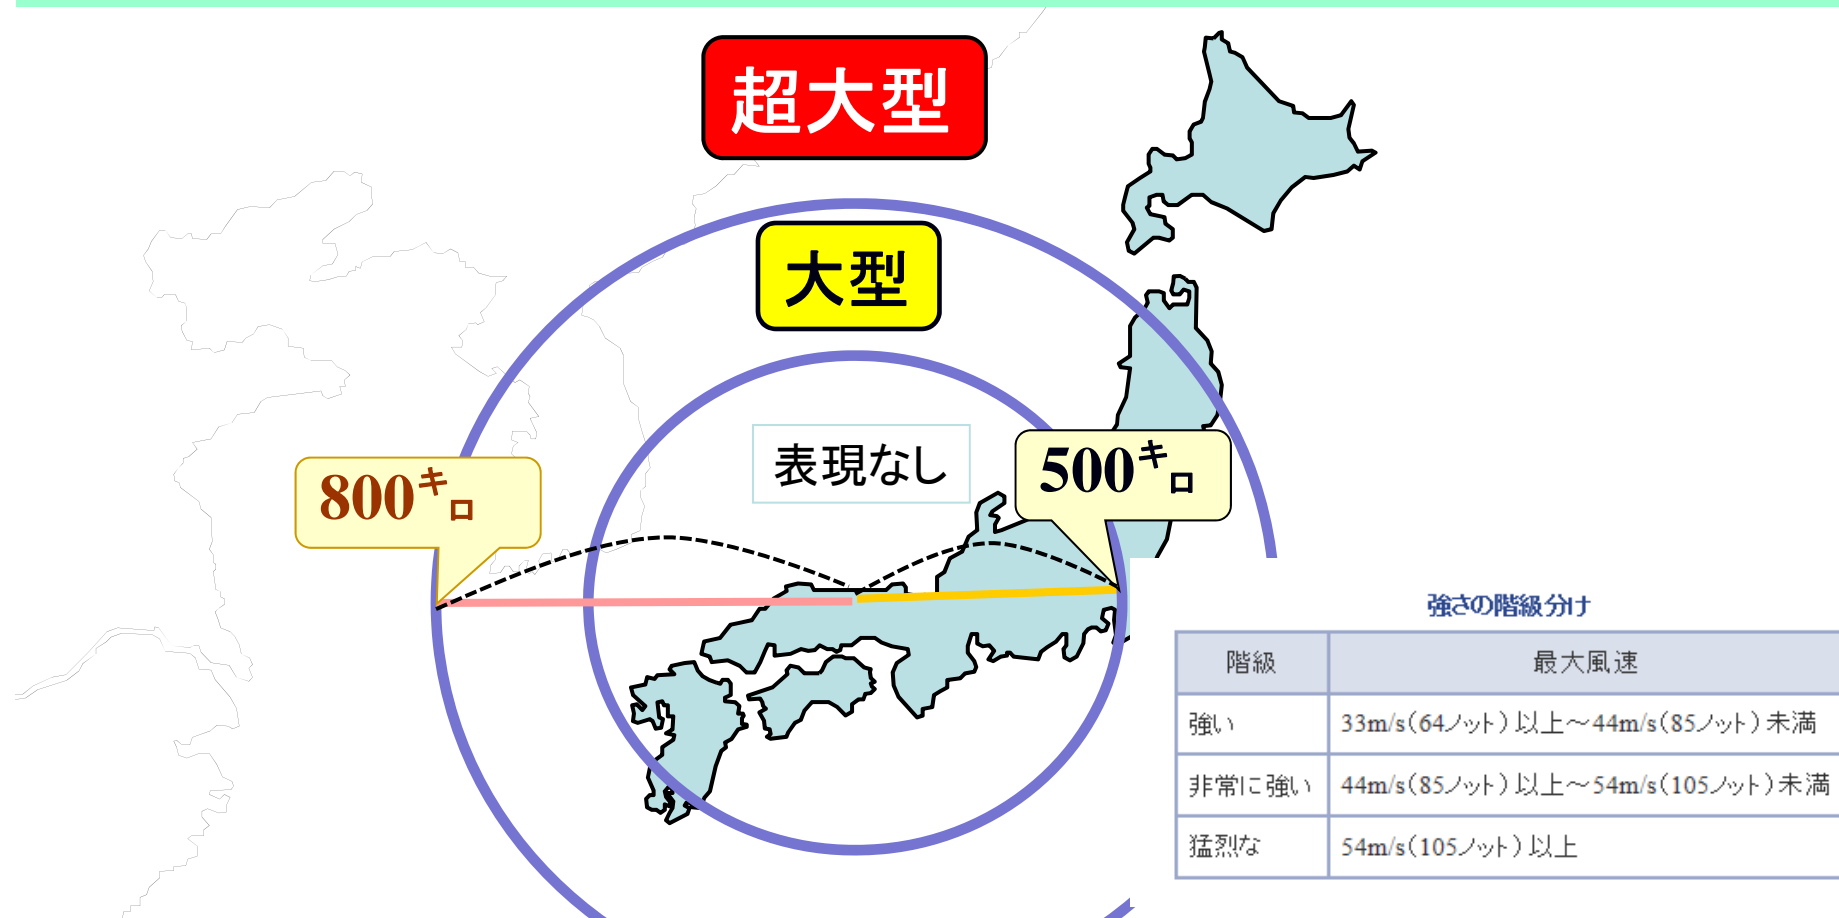 超大型
大型
表現なし
500キロ
800キロ
強さの階級分け
階級 最大風速
強い 33m/s(64ノット)以上～44m/s(85ノット)未満
非常に強い 44m/s(85ノット)以上～54m/s(105ノット)未満
猛烈な 54m/s(105ノット)以上